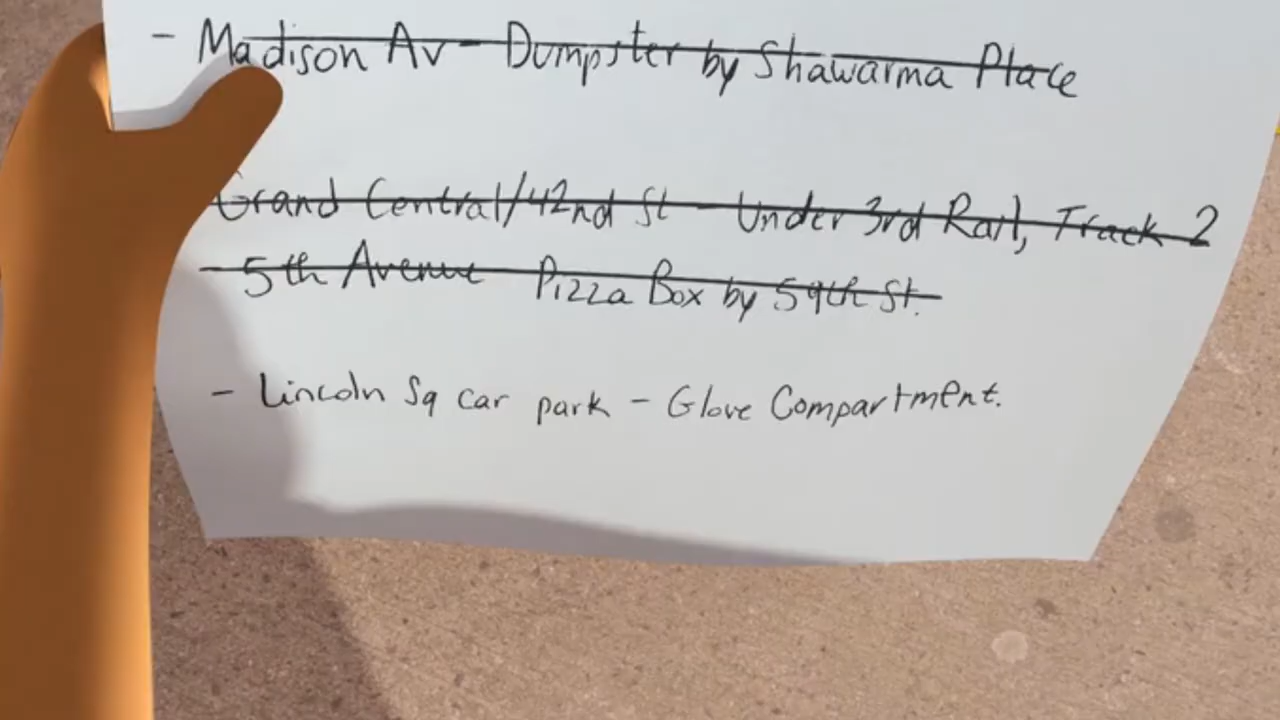 - Madison Av - Dumpster by Shawarma Place
Grand Central/42nd St - Under 3rd Rail, Track 2
- 5th Avenue Pizza Box by 59th St.
- Lincoln Sq car park - Glove Compartment.